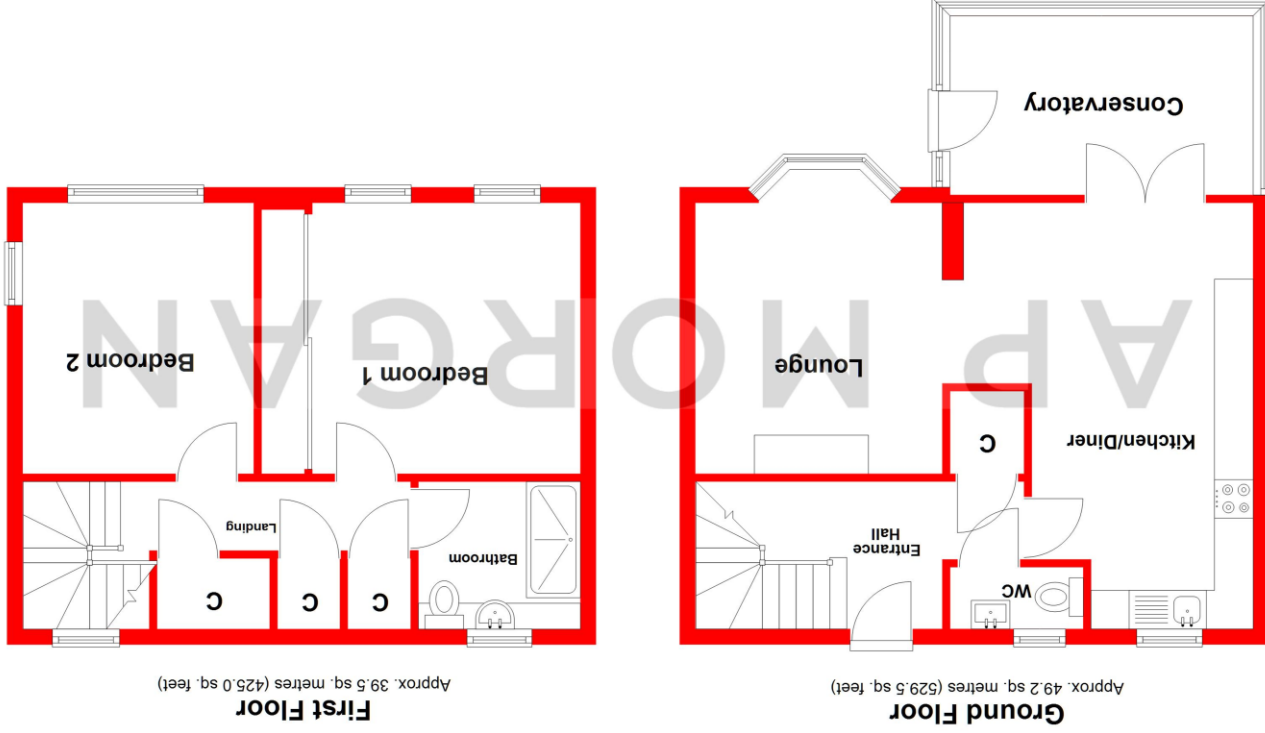 Ground Floor
Approx. 49.2 sq. metres (529.5 sq. feet)
WC
Entrance
Hall
Kitchen/Diner
C
Lounge
Conservatory
First Floor
Approx. 39.5 sq. metres (425.0 sq. feet)
C
C
C
Bathroom
Landing
Bedroom 1
Bedroom 2
AP MORGAN